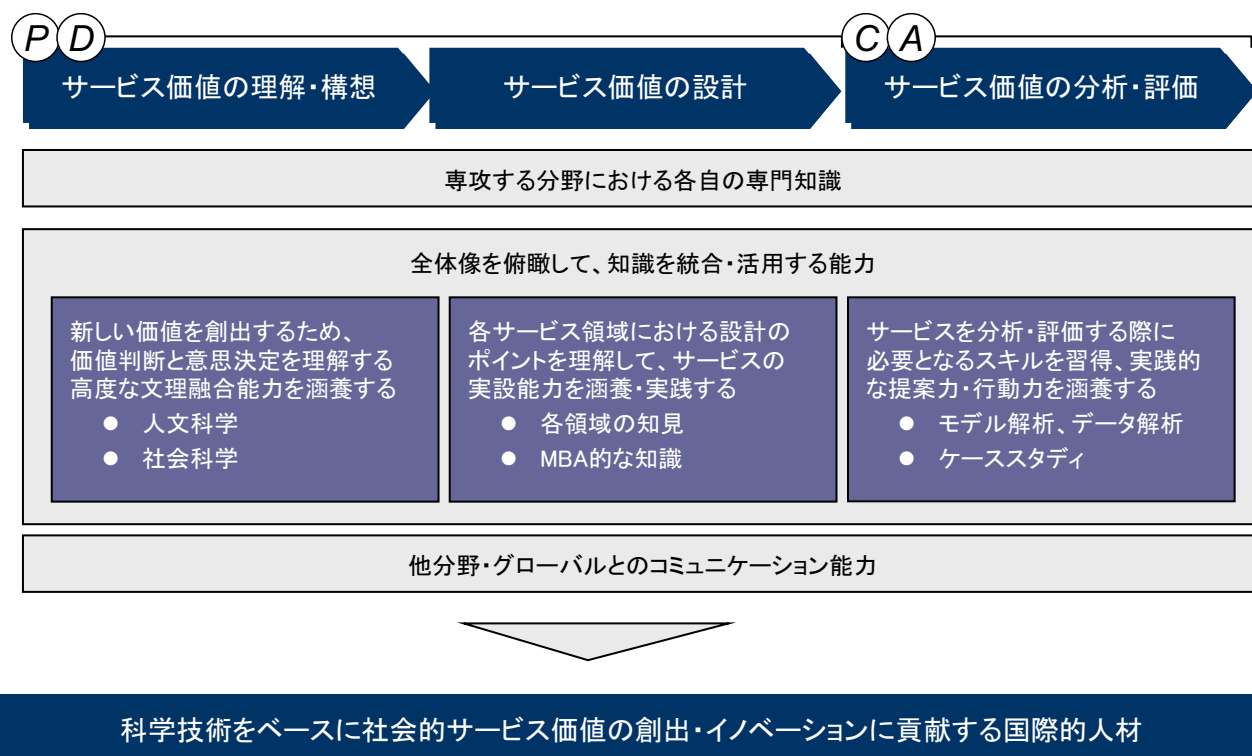 P D
C A
サービス価値の理解・構想
サービス価値の設計
サービス価値の分析・評価
専攻する分野における各自の専門知識
全体像を俯瞰して、知識を統合・活用する能力
新しい価値を創出するため、
価値判断と意思決定を理解する
高度な文理融合能力を涵養する
● 人文科学
● 社会科学
各サービス領域における設計の
ポイントを理解して、サービスの
実設能力を涵養・実践する
● 各領域の知見
● MBA的な知識
サービスを分析・評価する際に
必要となるスキルを習得、実践的
な提案力・行動力を涵養する
● モデル解析、データ解析
● ケーススタディ
他分野・グローバルとのコミュニケーション能力
科学技術をベースに社会的サービス価値の創出・イノベーションに貢献する国際的人材